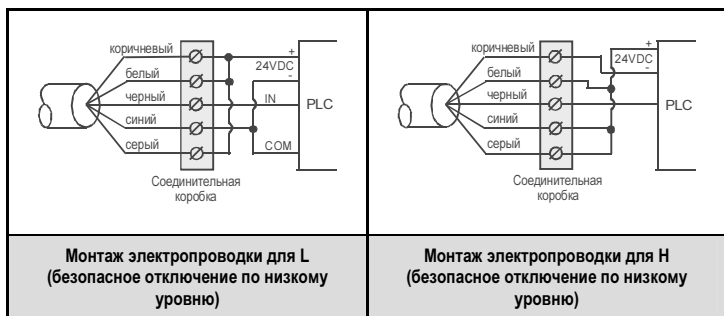 коричневый
белый
черный
синий
серый
+
24VDC
-
IN
PLC
COM
Соединительная
коробка
коричневый
белый
черный
синий
серый
+
24VDC
-
PLC
Соединительная
коробка
Монтаж электропроводки для L
(безопасное отключение по низкому
уровню)
Монтаж электропроводки для H
(безопасное отключение по низкому
уровню)